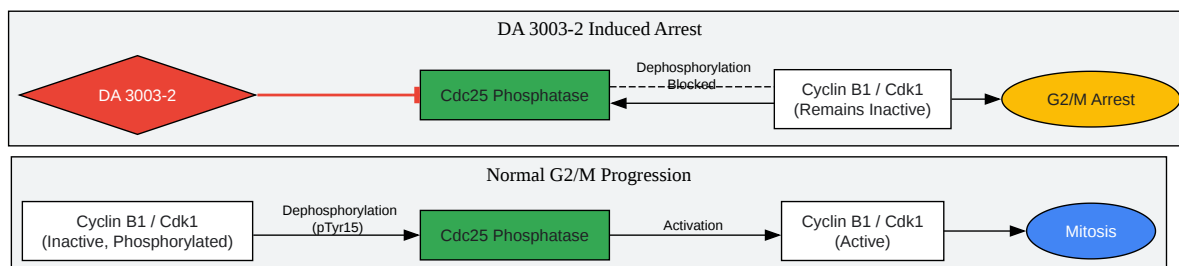 DA 3003-2 Induced Arrest
DA 3003-2
Cdc25 Phosphatase
Dephosphorylation
Blocked
Cyclin B1 / Cdk1
(Remains Inactive)
G2/M Arrest
Normal G2/M Progression
Cyclin B1 / Cdk1
(Inactive, Phosphorylated)
Dephosphorylation
(pTyr15)
Cdc25 Phosphatase
Activation
Cyclin B1 / Cdk1
(Active)
Mitosis